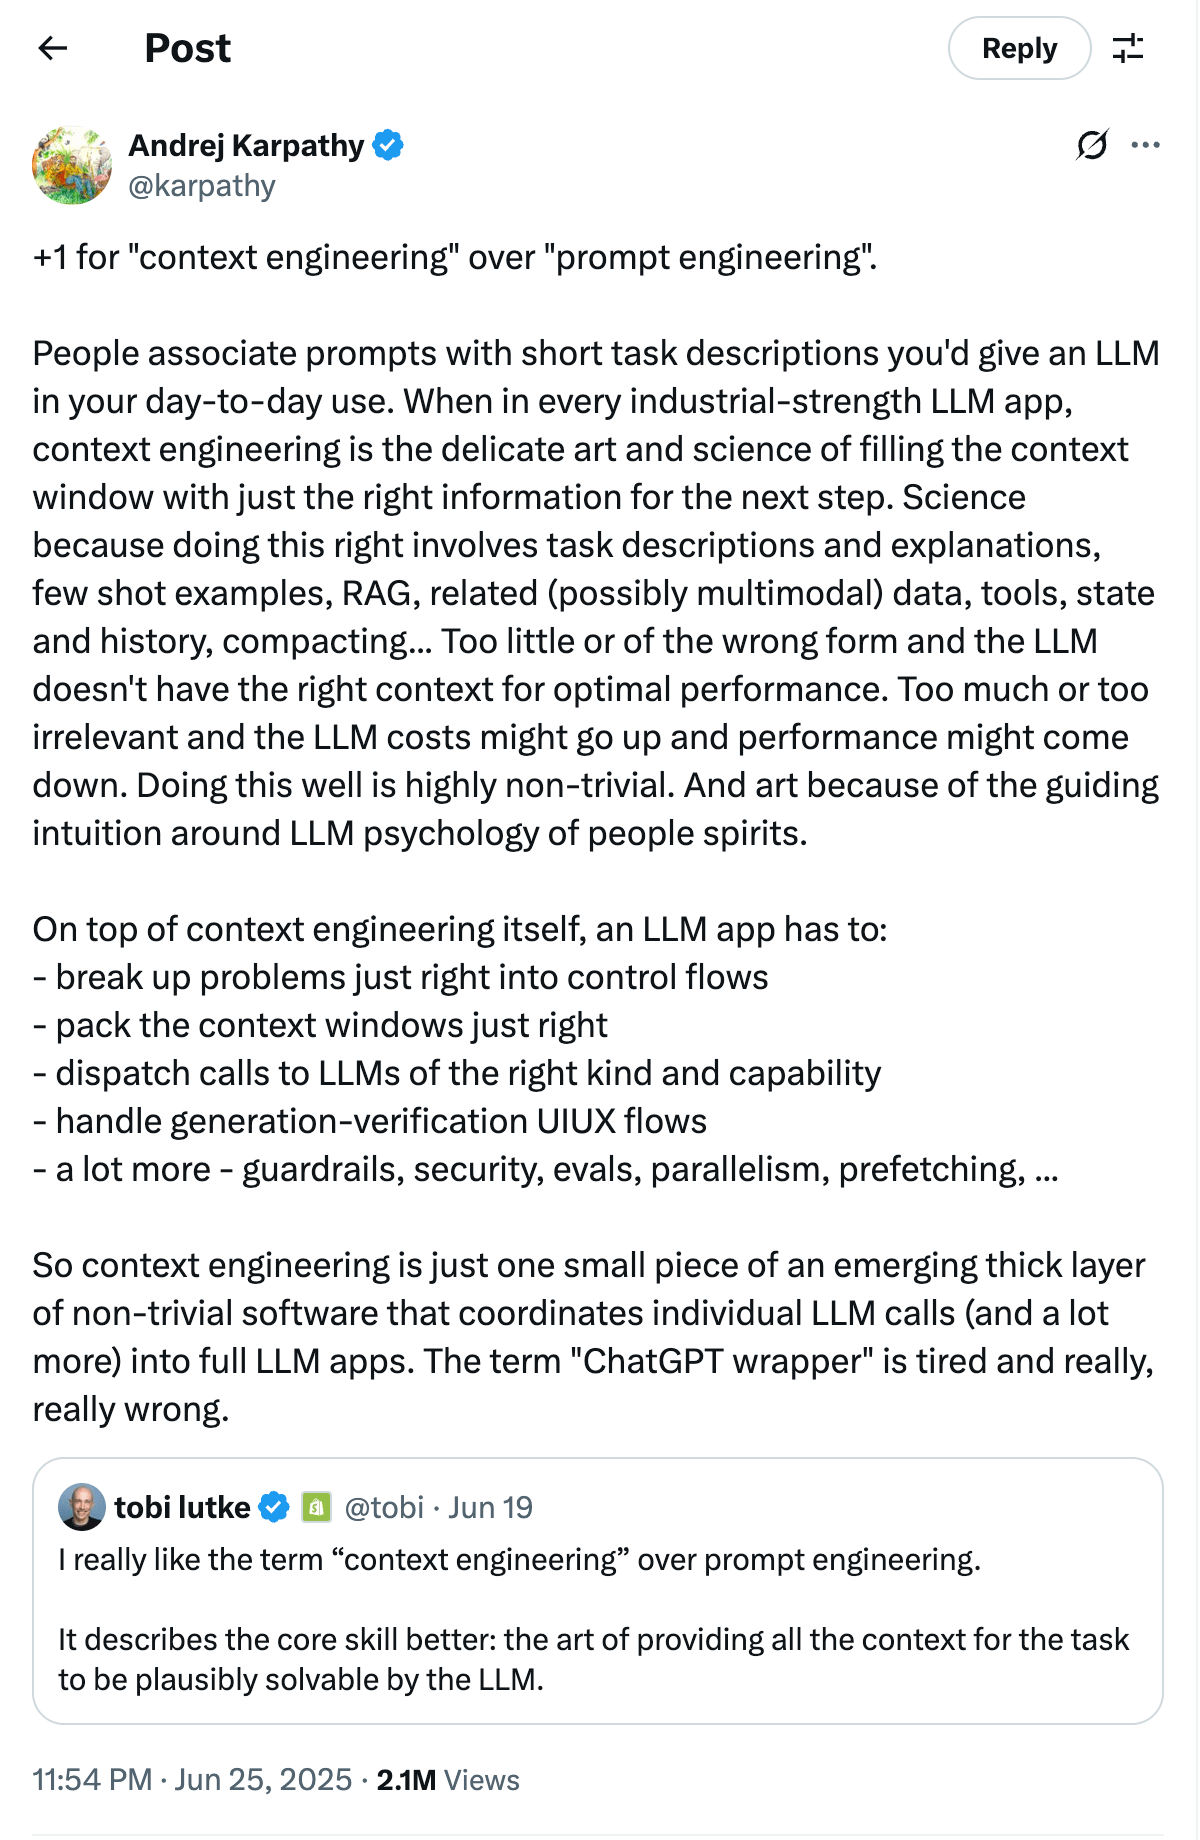 Post
Reply
Andrej Karpathy
@karpathy
+1 for "context engineering" over "prompt engineering".
People associate prompts with short task descriptions you'd give an LLM
in your day-to-day use. When in every industrial-strength LLM app,
context engineering is the delicate art and science of filling the context
window with just the right information for the next step. Science
because doing this right involves task descriptions and explanations,
few shot examples, RAG, related (possibly multimodal) data, tools, state
and history, compacting... Too little or of the wrong form and the LLM
doesn't have the right context for optimal performance. Too much or too
irrelevant and the LLM costs might go up and performance might come
down. Doing this well is highly non-trivial. And art because of the guiding
intuition around LLM psychology of people spirits.
On top of context engineering itself, an LLM app has to:
- break up problems just right into control flows
- pack the context windows just right
- dispatch calls to LLMs of the right kind and capability
- handle generation-verification UIUX flows
- a lot more - guardrails, security, evals, parallelism, prefetching, ...
So context engineering is just one small piece of an emerging thick layer
of non-trivial software that coordinates individual LLM calls (and a lot
more) into full LLM apps. The term "ChatGPT wrapper" is tired and really,
really wrong.
tobi lutke @tobi · Jun 19
I really like the term “context engineering” over prompt engineering.
It describes the core skill better: the art of providing all the context for the task
to be plausibly solvable by the LLM.
11:54 PM · Jun 25, 2025 · 2.1M Views